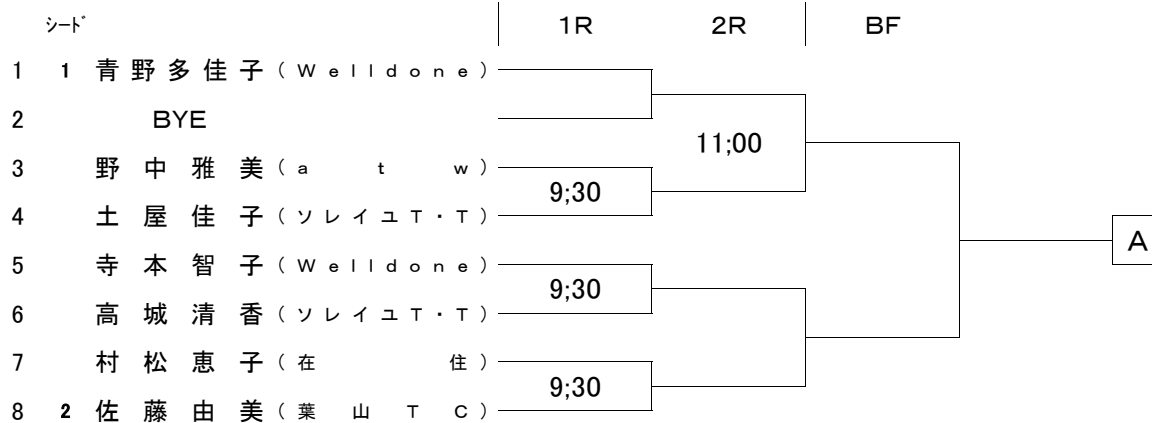 シード 1R 2R BF
1 1 青野多佳子(Welldone)
2 BYE
11;00
3 野中雅美(atw)
9;30
4 土屋佳子(ソレイユT・T)
A
5 寺本智子(Welldone)
9;30
6 高城清香(ソレイユT・T)
7 村松恵子(在住)
9;30
8 2 佐藤由美(葉山TC)